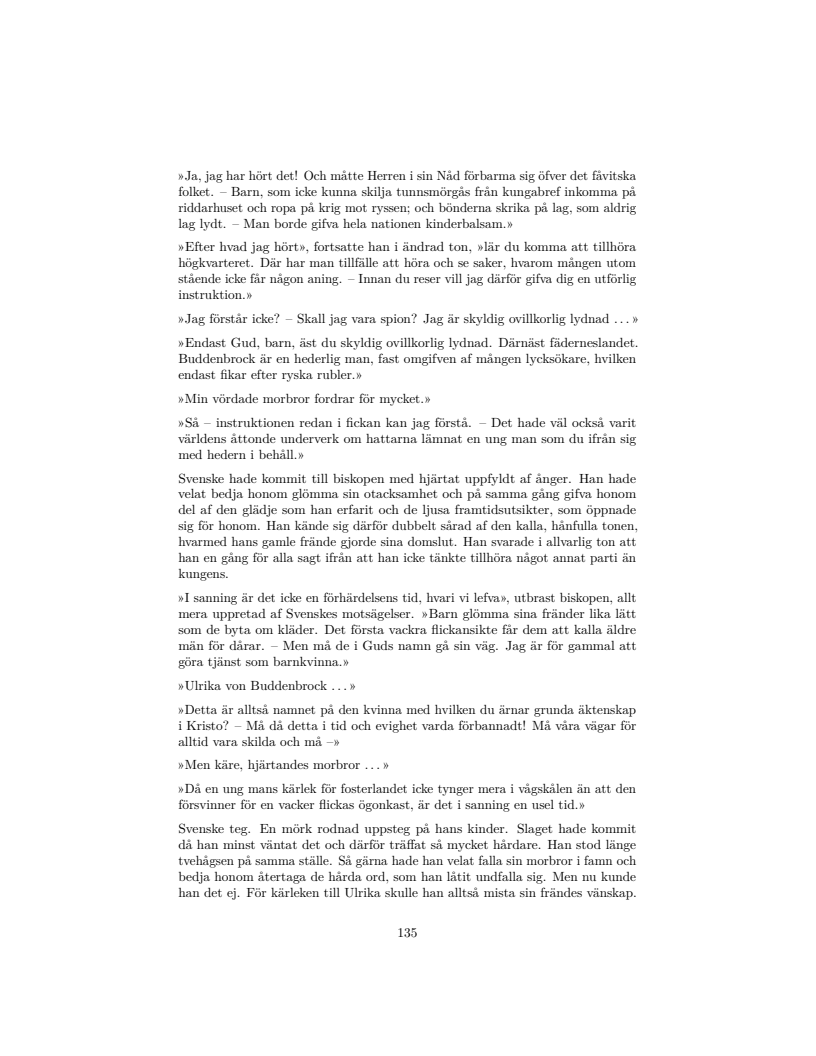 »Ja, jag har hört det! Och måtte Herren i sin Nåd förbarma sig öfver det fåvitska
folket. – Barn, som icke kunna skilja tunnsmörgås från kungabref inkomma på
riddarhuset och ropa på krig mot ryssen; och bönderna skrika på lag, som aldrig
lag lydt. – Man borde gifva hela nationen kinderbalsam.»
»Efter hvad jag hört», fortsatte han i ändrad ton, »lär du komma att tillhöra
högkvarteret. Där har man tillfälle att höra och se saker, hvarom mången utom
stående icke får någon aning. – Innan du reser vill jag därför gifva dig en utförlig
instruktion.»
»Jag förstår icke? – Skall jag vara spion? Jag är skyldig ovillkorlig lydnad . . . »
»Endast Gud, barn, äst du skyldig ovillkorlig lydnad. Därnäst fäderneslandet.
Buddenbrock är en hederlig man, fast omgifven af mången lycksökare, hvilken
endast fikar efter ryska rubler.»
»Min vördade morbror fordrar för mycket.»
»Så – instruktionen redan i fickan kan jag förstå. – Det hade väl också varit
världens åttonde underverk om hattarna lämnat en ung man som du ifrån sig
med hedern i behåll.»
Svenske hade kommit till biskopen med hjärtat uppfyldt af ånger. Han hade
velat bedja honom glömma sin otacksamhet och på samma gång gifva honom
del af den glädje som han erfarit och de ljusa framtidsutsikter, som öppnade
sig för honom. Han kände sig därför dubbelt sårad af den kalla, hånfulla tonen,
hvarmed hans gamle frände gjorde sina domslut. Han svarade i allvarlig ton att
han en gång för alla sagt ifrån att han icke tänkte tillhöra något annat parti än
kungens.
»I sanning är det icke en förhärdelsens tid, hvari vi lefva», utbrast biskopen, allt
mera uppretad af Svenskes motsägelser. »Barn glömma sina fränder lika lätt
som de byta om kläder. Det första vackra flickansikte får dem att kalla äldre
män för dårar. – Men må de i Guds namn gå sin väg. Jag är för gammal att
göra tjänst som barnkvinna.»
»Ulrika von Buddenbrock . . . »
»Detta är alltså namnet på den kvinna med hvilken du ärnar grunda äktenskap
i Kristo? – Må då detta i tid och evighet varda förbannadt! Må våra vägar för
alltid vara skilda och må –»
»Men käre, hjärtandes morbror . . . »
»Då en ung mans kärlek för fosterlandet icke tynger mera i vågskålen än att den
försvinner för en vacker flickas ögonkast, är det i sanning en usel tid.»
Svenske teg. En mörk rodnad uppsteg på hans kinder. Slaget hade kommit
då han minst väntat det och därför träffat så mycket hårdare. Han stod länge
tvehågsen på samma ställe. Så gärna hade han velat falla sin morbror i famn och
bedja honom återtaga de hårda ord, som han låtit undfalla sig. Men nu kunde
han det ej. För kärleken till Ulrika skulle han alltså mista sin frändes vänskap.
135